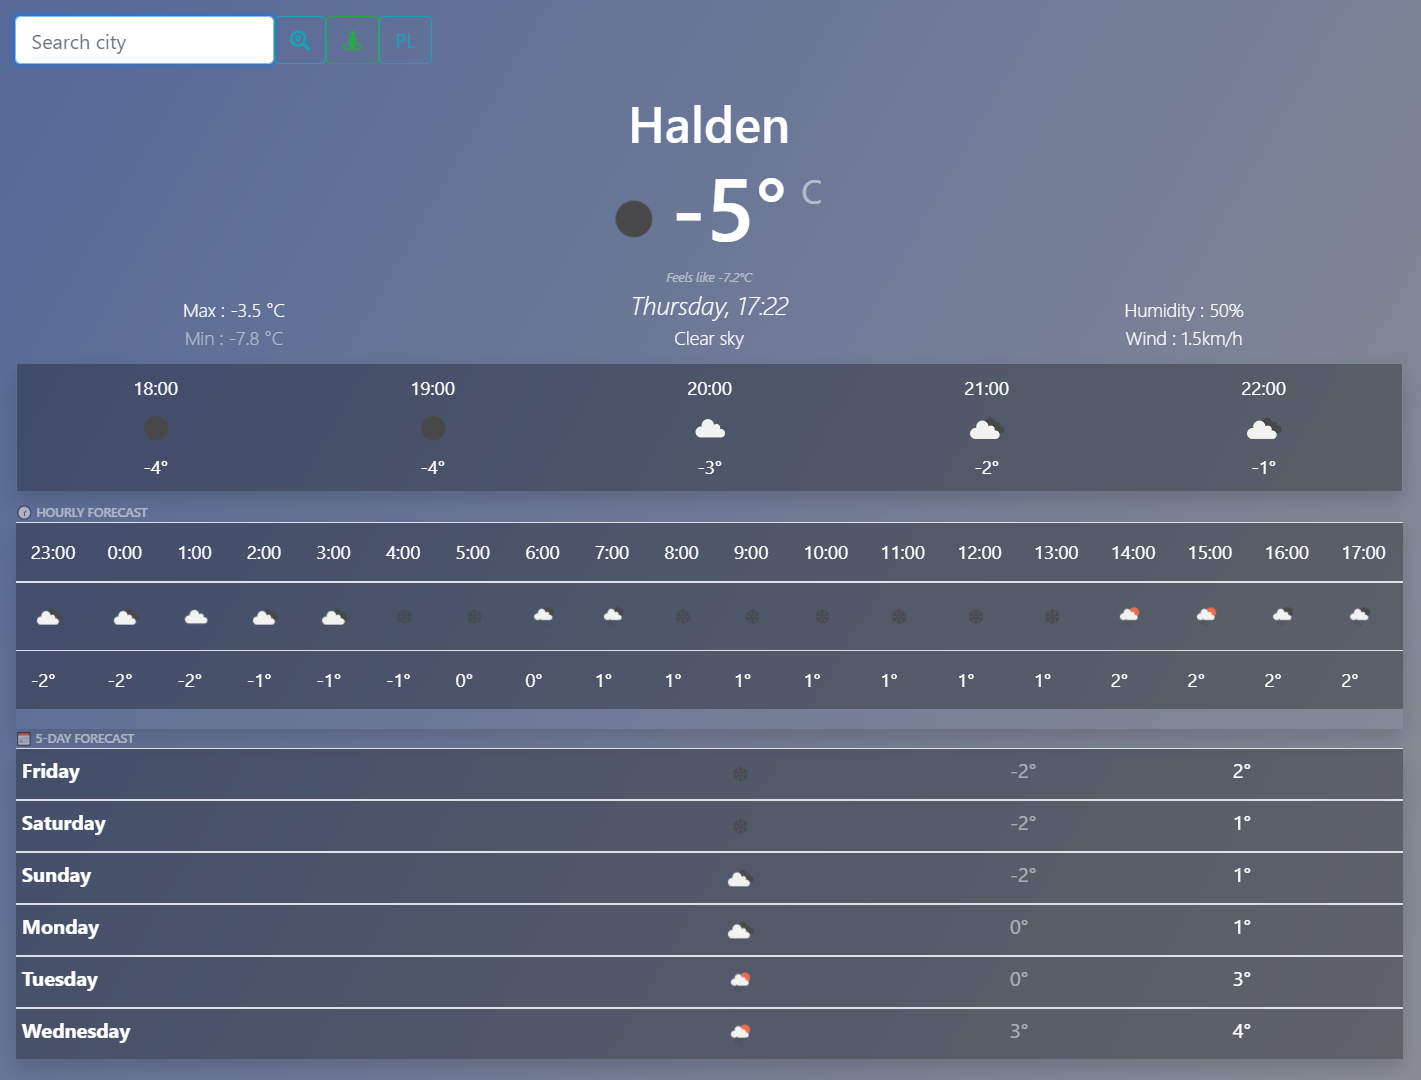 Search city PL
Halden
-5° C
Feels like -7.2°C
Thursday, 17:22
Clear sky
Max : -3.5 °C
Min : -7.8 °C
Humidity : 50%
Wind : 1.5km/h
18:00 19:00 20:00 21:00 22:00
-4° -4° -3° -2° -1°
HOURLY FORECAST
23:00 0:00 1:00 2:00 3:00 4:00 5:00 6:00 7:00 8:00 9:00 10:00 11:00 12:00 13:00 14:00 15:00 16:00 17:00
-2° -2° -2° -1° -1° -1° 0° 0° 1° 1° 1° 1° 1° 1° 1° 2° 2° 2° 2°
5-DAY FORECAST
Friday -2° 2°
Saturday -2° 1°
Sunday -2° 1°
Monday 0° 1°
Tuesday 0° 3°
Wednesday 3° 4°